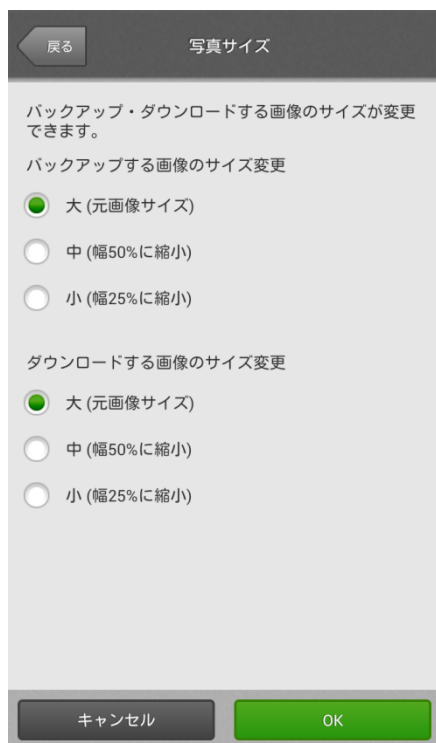 戻る
写真サイズ
バックアップ・ダウンロードする画像のサイズが変更
できます。
バックアップする画像のサイズ変更
大 (元画像サイズ)
中 (幅50%に縮小)
小 (幅25%に縮小)
ダウンロードする画像のサイズ変更
大 (元画像サイズ)
中 (幅50%に縮小)
小 (幅25%に縮小)
キャンセル
OK